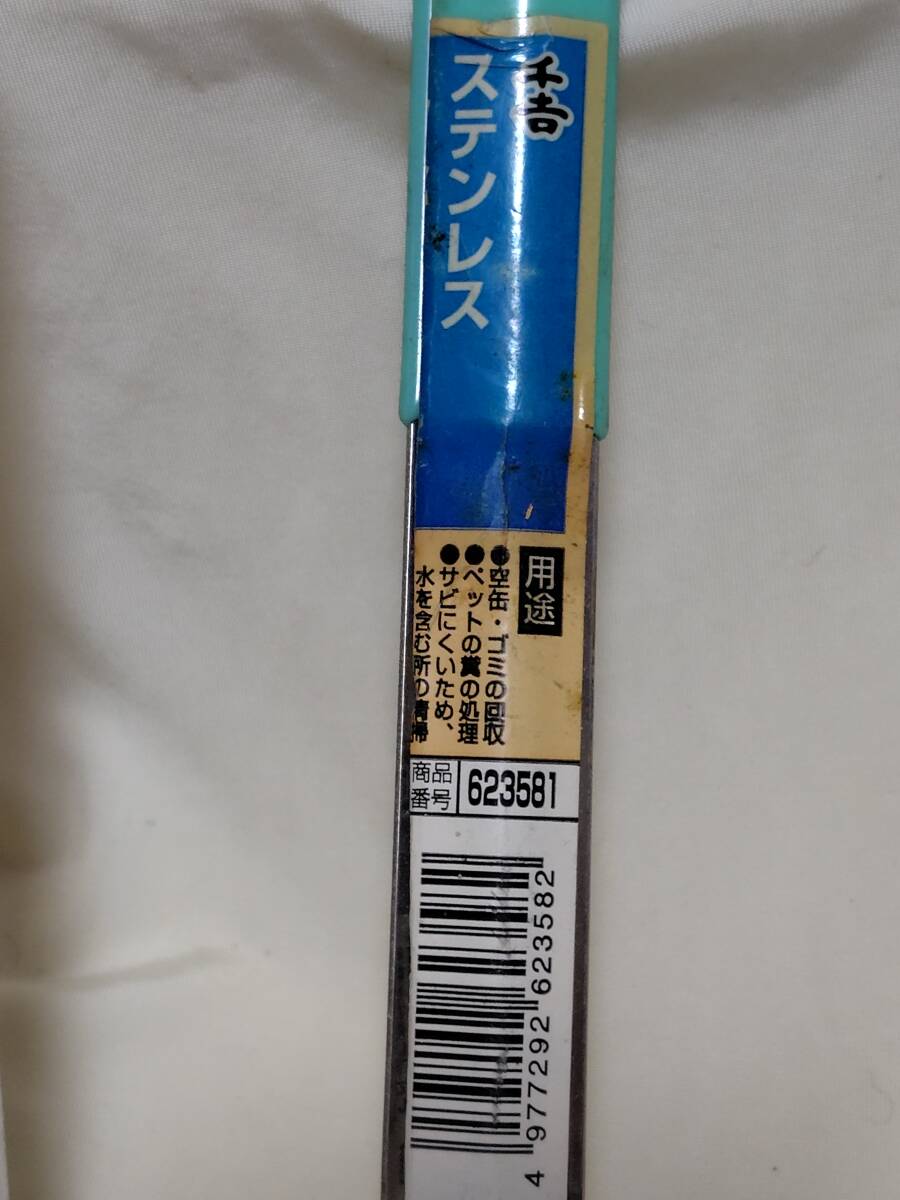 千吉
ステンレス
用途
●空缶・ゴミの回収
●ペットの糞の処理
●サビにくいため、
水を含む所の清掃
商品
番号
623581
4 977292 623582